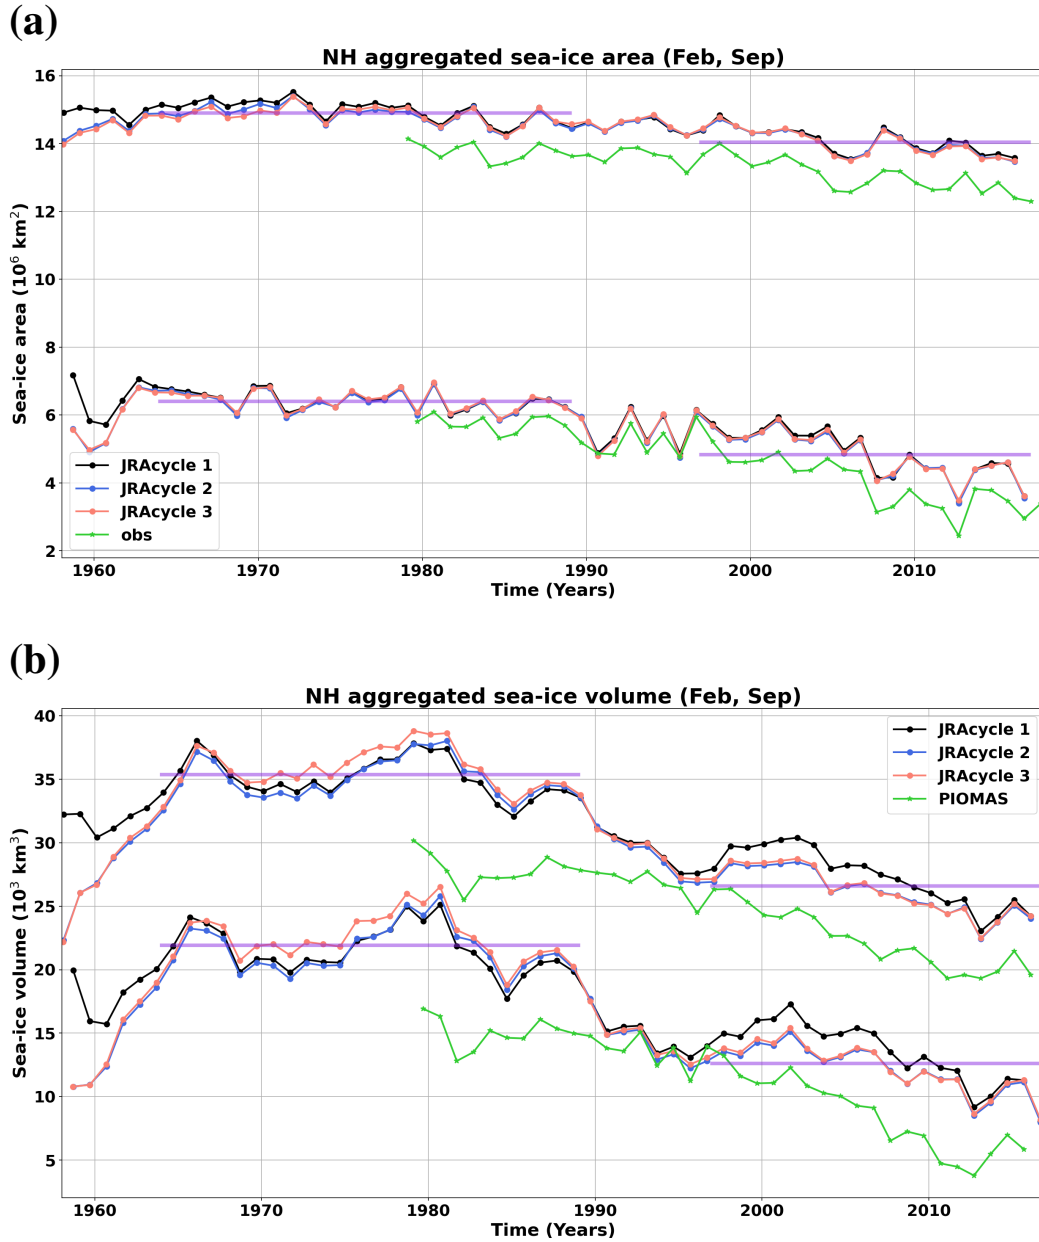 (a)
NH aggregated sea-ice area (Feb, Sep)
16
14
12
10
8
6
4
2
Sea-ice area (10⁶ km²)
JRAcycle 1
JRAcycle 2
JRAcycle 3
obs
1960 1970 1980 1990 2000 2010
Time (Years)
(b)
NH aggregated sea-ice volume (Feb, Sep)
40
35
30
25
20
15
10
5
Sea-ice volume (10³ km³)
JRAcycle 1
JRAcycle 2
JRAcycle 3
PIOMAS
1960 1970 1980 1990 2000 2010
Time (Years)